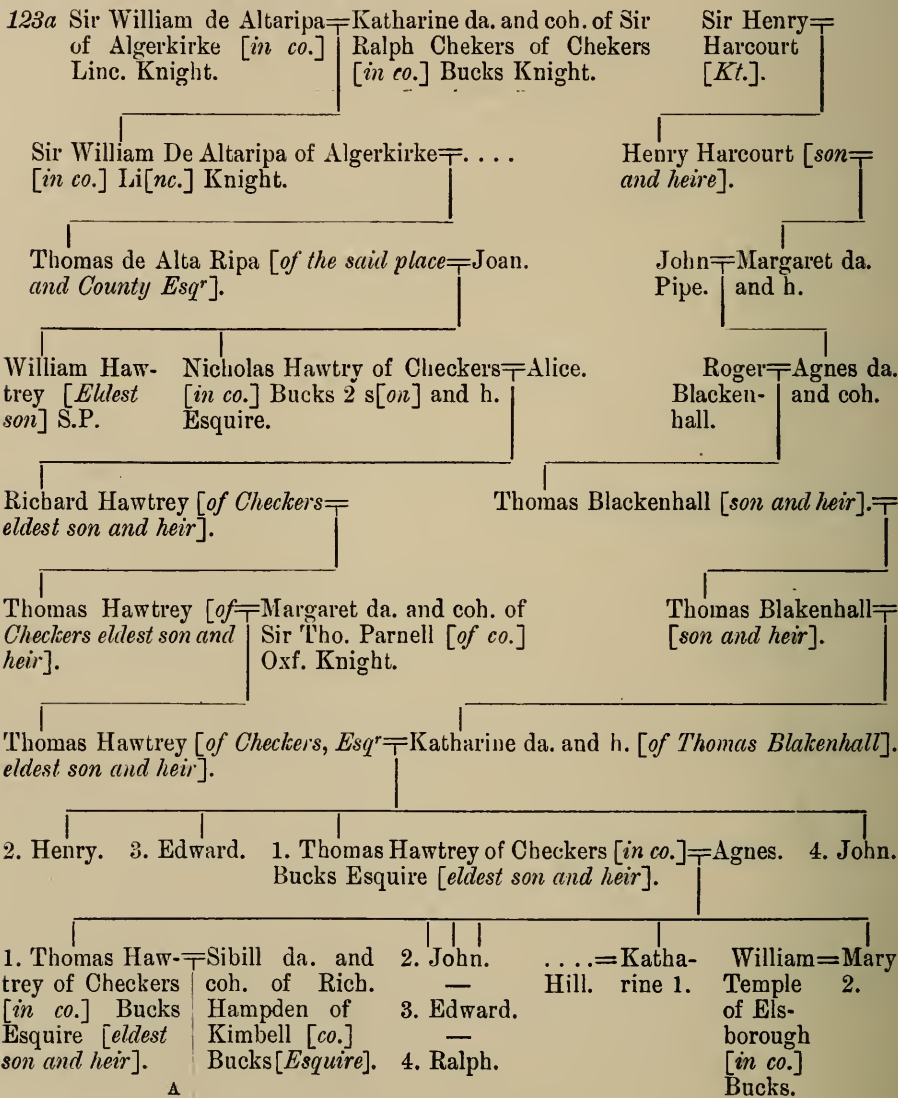 123a Sir William de Altaripa=Katharine da. and coh. of Sir
of Algerkirke [in co.] Ralph Chekers of Chekers
Linc. Knight. [in co.] Bucks Knight.
Sir Henry=
Harcourt
[Kt.].
Sir William De Altaripa of Algerkirke=. . . .
[in co.] Li[nc.] Knight.
Henry Harcourt [son=
and heire].
Thomas de Alta Ripa [of the said place=Joan.
and County Esqr].
John=Margaret da.
Pipe. and h.
William Haw-
trey [Eldest
son] S.P.
Nicholas Hawtry of Checkers=Alice.
[in co.] Bucks 2 s[on] and h.
Esquire.
Roger=Agnes da.
Blacken- and coh.
hall.
Richard Hawtrey [of Checkers=
eldest son and heir].
Thomas Blackenhall [son and heir].=
Thomas Hawtrey [of=Margaret da. and coh. of
Checkers eldest son and Sir Tho. Parnell [of co.]
heir]. Oxf. Knight.
Thomas Blakenhall=
[son and heir].
Thomas Hawtrey [of Checkers, Esqr=Katharine da. and h. [of Thomas Blakenhall].
eldest son and heir].
2. Henry. 3. Edward. 1. Thomas Hawtrey of Checkers [in co.]=Agnes. 4. John.
Bucks Esquire [eldest son and heir].
1. Thomas Haw-=Sibill da. and
trey of Checkers coh. of Rich.
[in co.] Bucks Hampden of
Esquire [eldest Kimbell [co.]
son and heir]. Bucks [Esquire].
A
2. John.
—
3. Edward.
—
4. Ralph.
. . . .=Katha-
Hill. rine 1.
William=Mary
Temple 2.
of Els-
borough
[in co.]
Bucks.